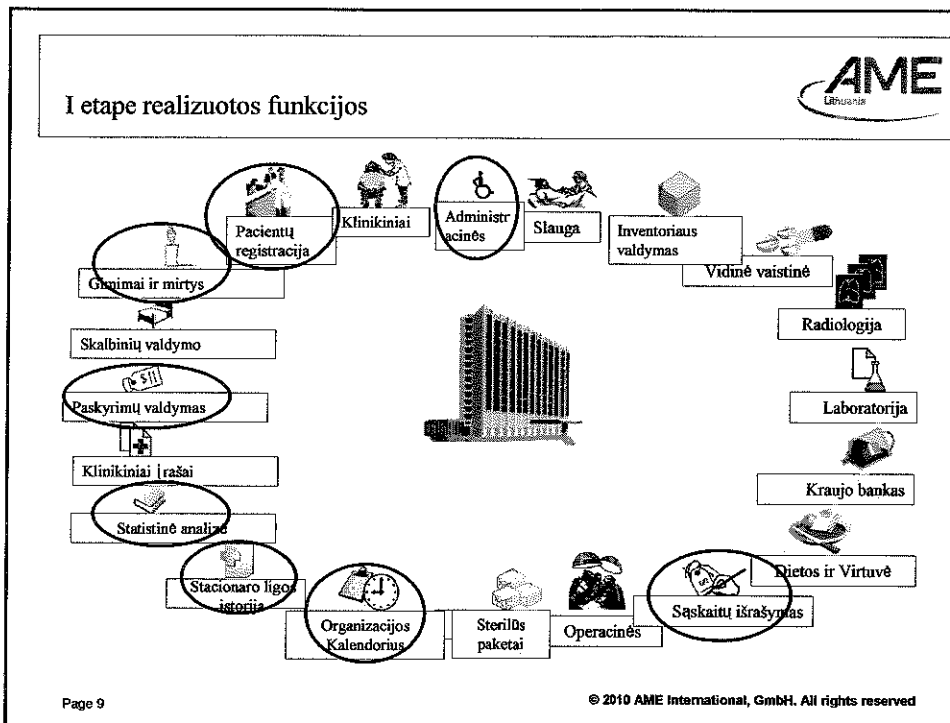 I etape realizuotos funkcijos
AME
Lithuania
Pacientų
registracija
Klinikiniai
Administr
acinės
Slauga
Inventoriaus
valdymas
Vidinė vaistinė
Gimimai ir mirtys
Radiologija
Skalbinių valdymo
Paskyrimų valdymas
Laboratorija
Klinikiniai įrašai
Kraujo bankas
Statistinė analizė
Dietos ir Virtuvė
Stacionaro ligos
istorija
Organizacijos
Kalendorius
Sterilūs
paketai
Operacinės
Sąskaitų išrašymas
Page 9
© 2010 AME International, GmbH. All rights reserved